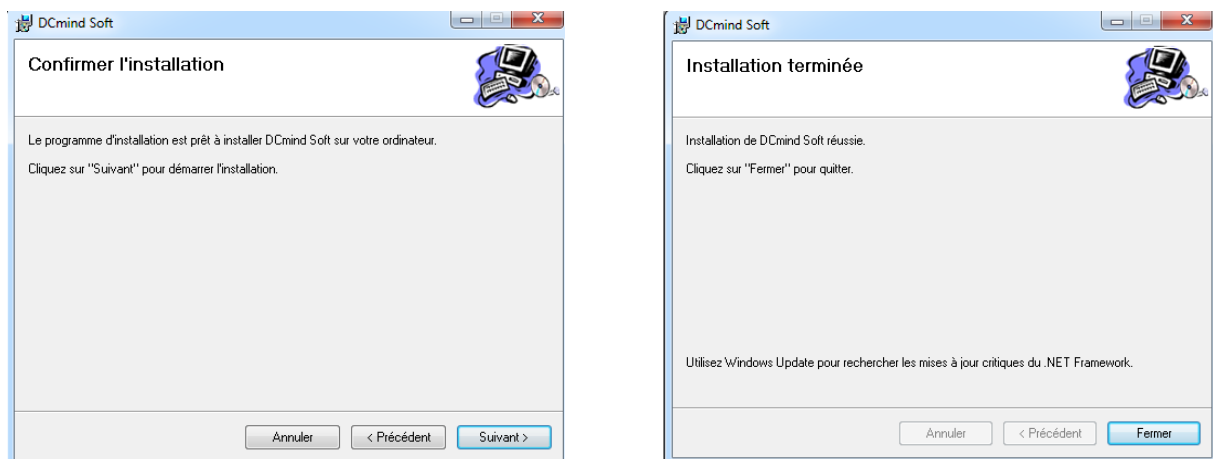 DCmind Soft
Confirmer l'installation
Le programme d'installation est prêt à installer DCmind Soft sur votre ordinateur.
Cliquez sur "Suivant" pour démarrer l'installation.
Annuler
< Précédent
Suivant >
DCmind Soft
Installation terminée
Installation de DCmind Soft réussie.
Cliquez sur "Fermer" pour quitter.
Utilisez Windows Update pour rechercher les mises à jour critiques du .NET Framework.
Annuler
< Précédent
Fermer